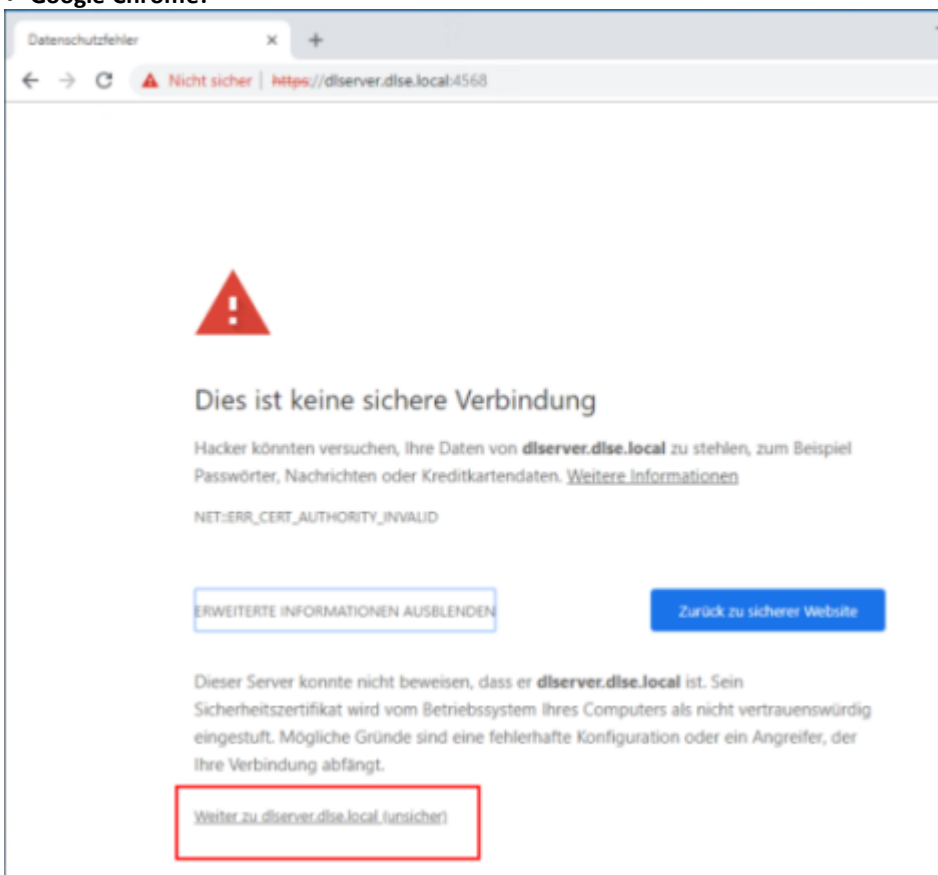 Google Chrome:
Datenschutzfehler
Nicht sicher | https://dlserver.dlse.local:4568
Dies ist keine sichere Verbindung
Hacker könnten versuchen, Ihre Daten von dlserver.dlse.local zu stehlen, zum Beispiel
Passwörter, Nachrichten oder Kreditkartendaten. Weitere Informationen
NET::ERR_CERT_AUTHORITY_INVALID
ERWEITERTE INFORMATIONEN AUSBLENDEN
Zurück zu sicherer Website
Dieser Server konnte nicht beweisen, dass er dlserver.dlse.local ist. Sein
Sicherheitszertifikat wird vom Betriebssystem Ihres Computers als nicht vertrauenswürdig
eingestuft. Mögliche Gründe sind eine fehlerhafte Konfiguration oder ein Angreifer, der
Ihre Verbindung abfängt.
Weiter zu dlserver.dlse.local (unsicher)